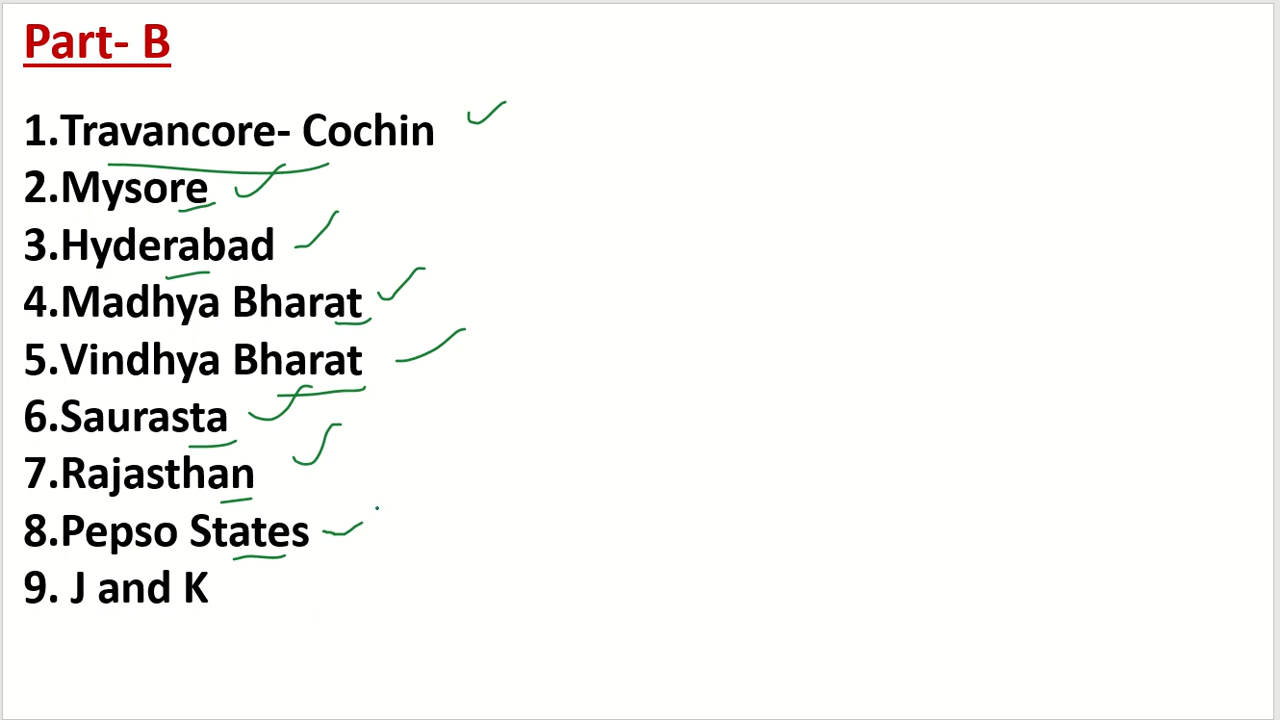 Part- B
1.Travancore- Cochin
2.Mysore
3.Hyderabad
4.Madhya Bharat
5.Vindhya Bharat
6.Saurasta
7.Rajasthan
8.Pepso States
9. J and K